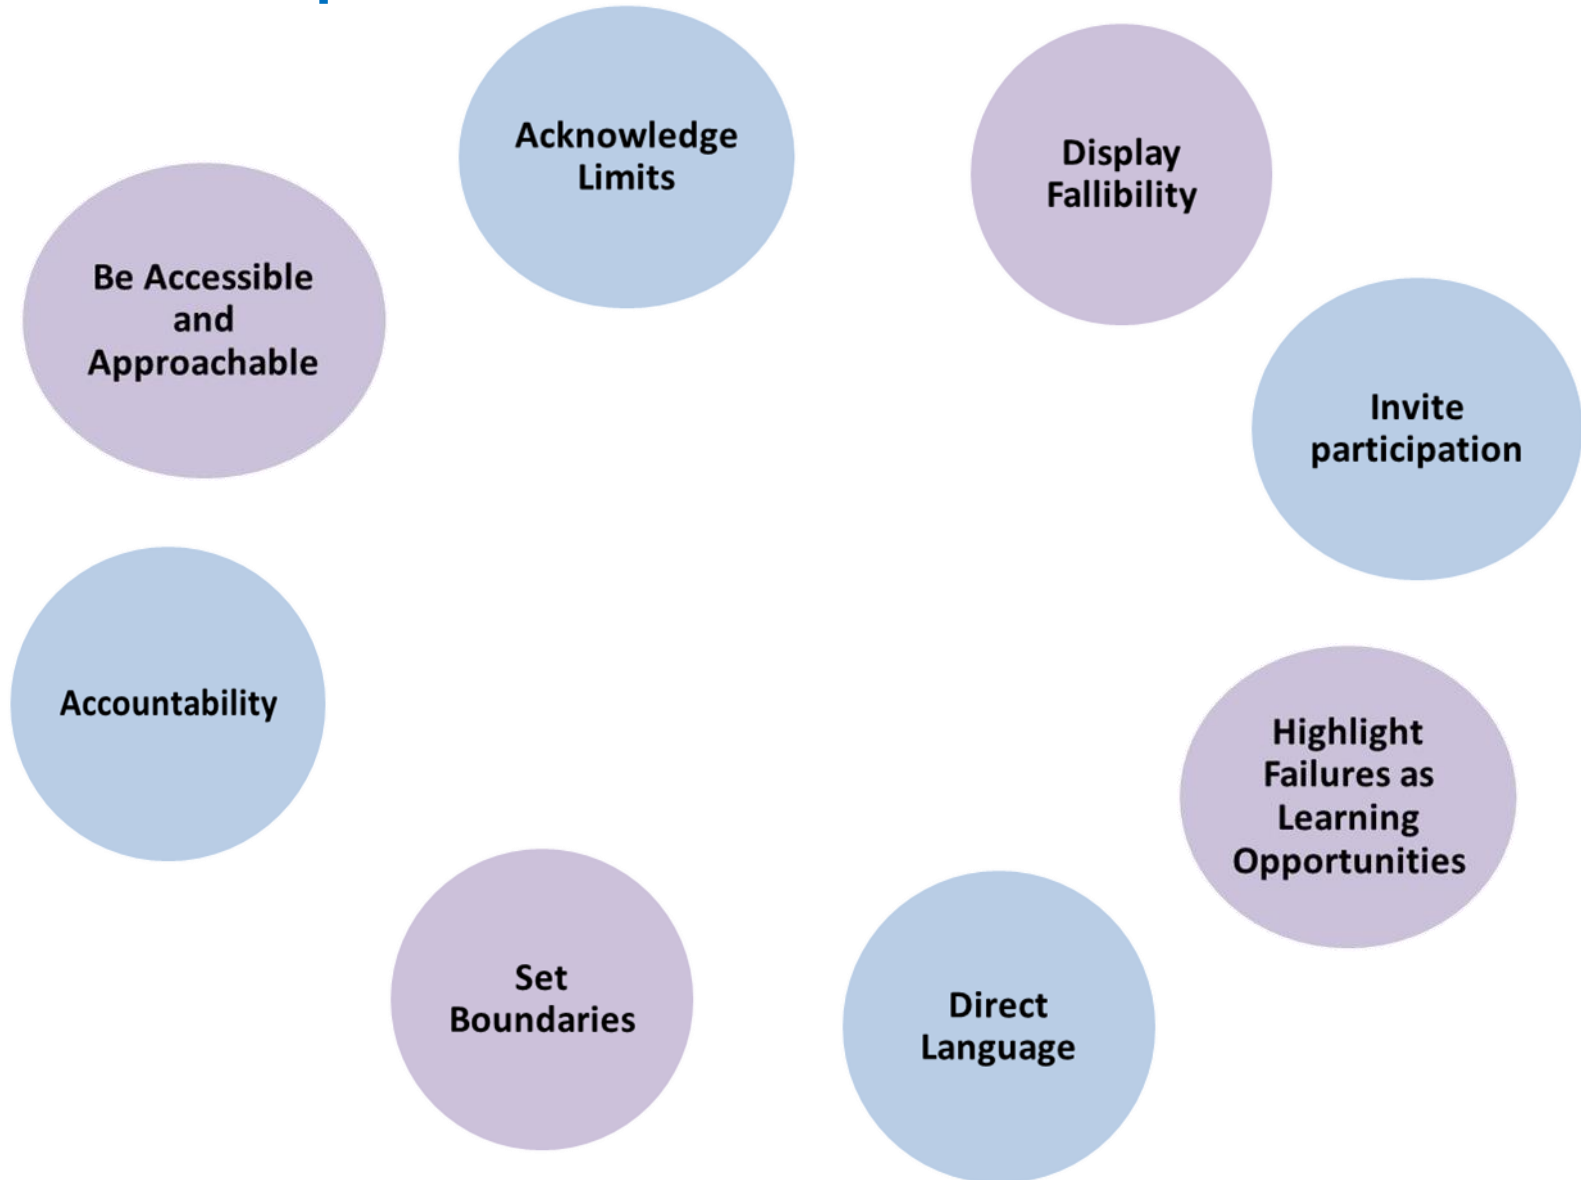 Acknowledge
Limits
Display
Fallibility
Be Accessible
and
Approachable
Invite
participation
Accountability
Highlight
Failures as
Learning
Opportunities
Set
Boundaries
Direct
Language